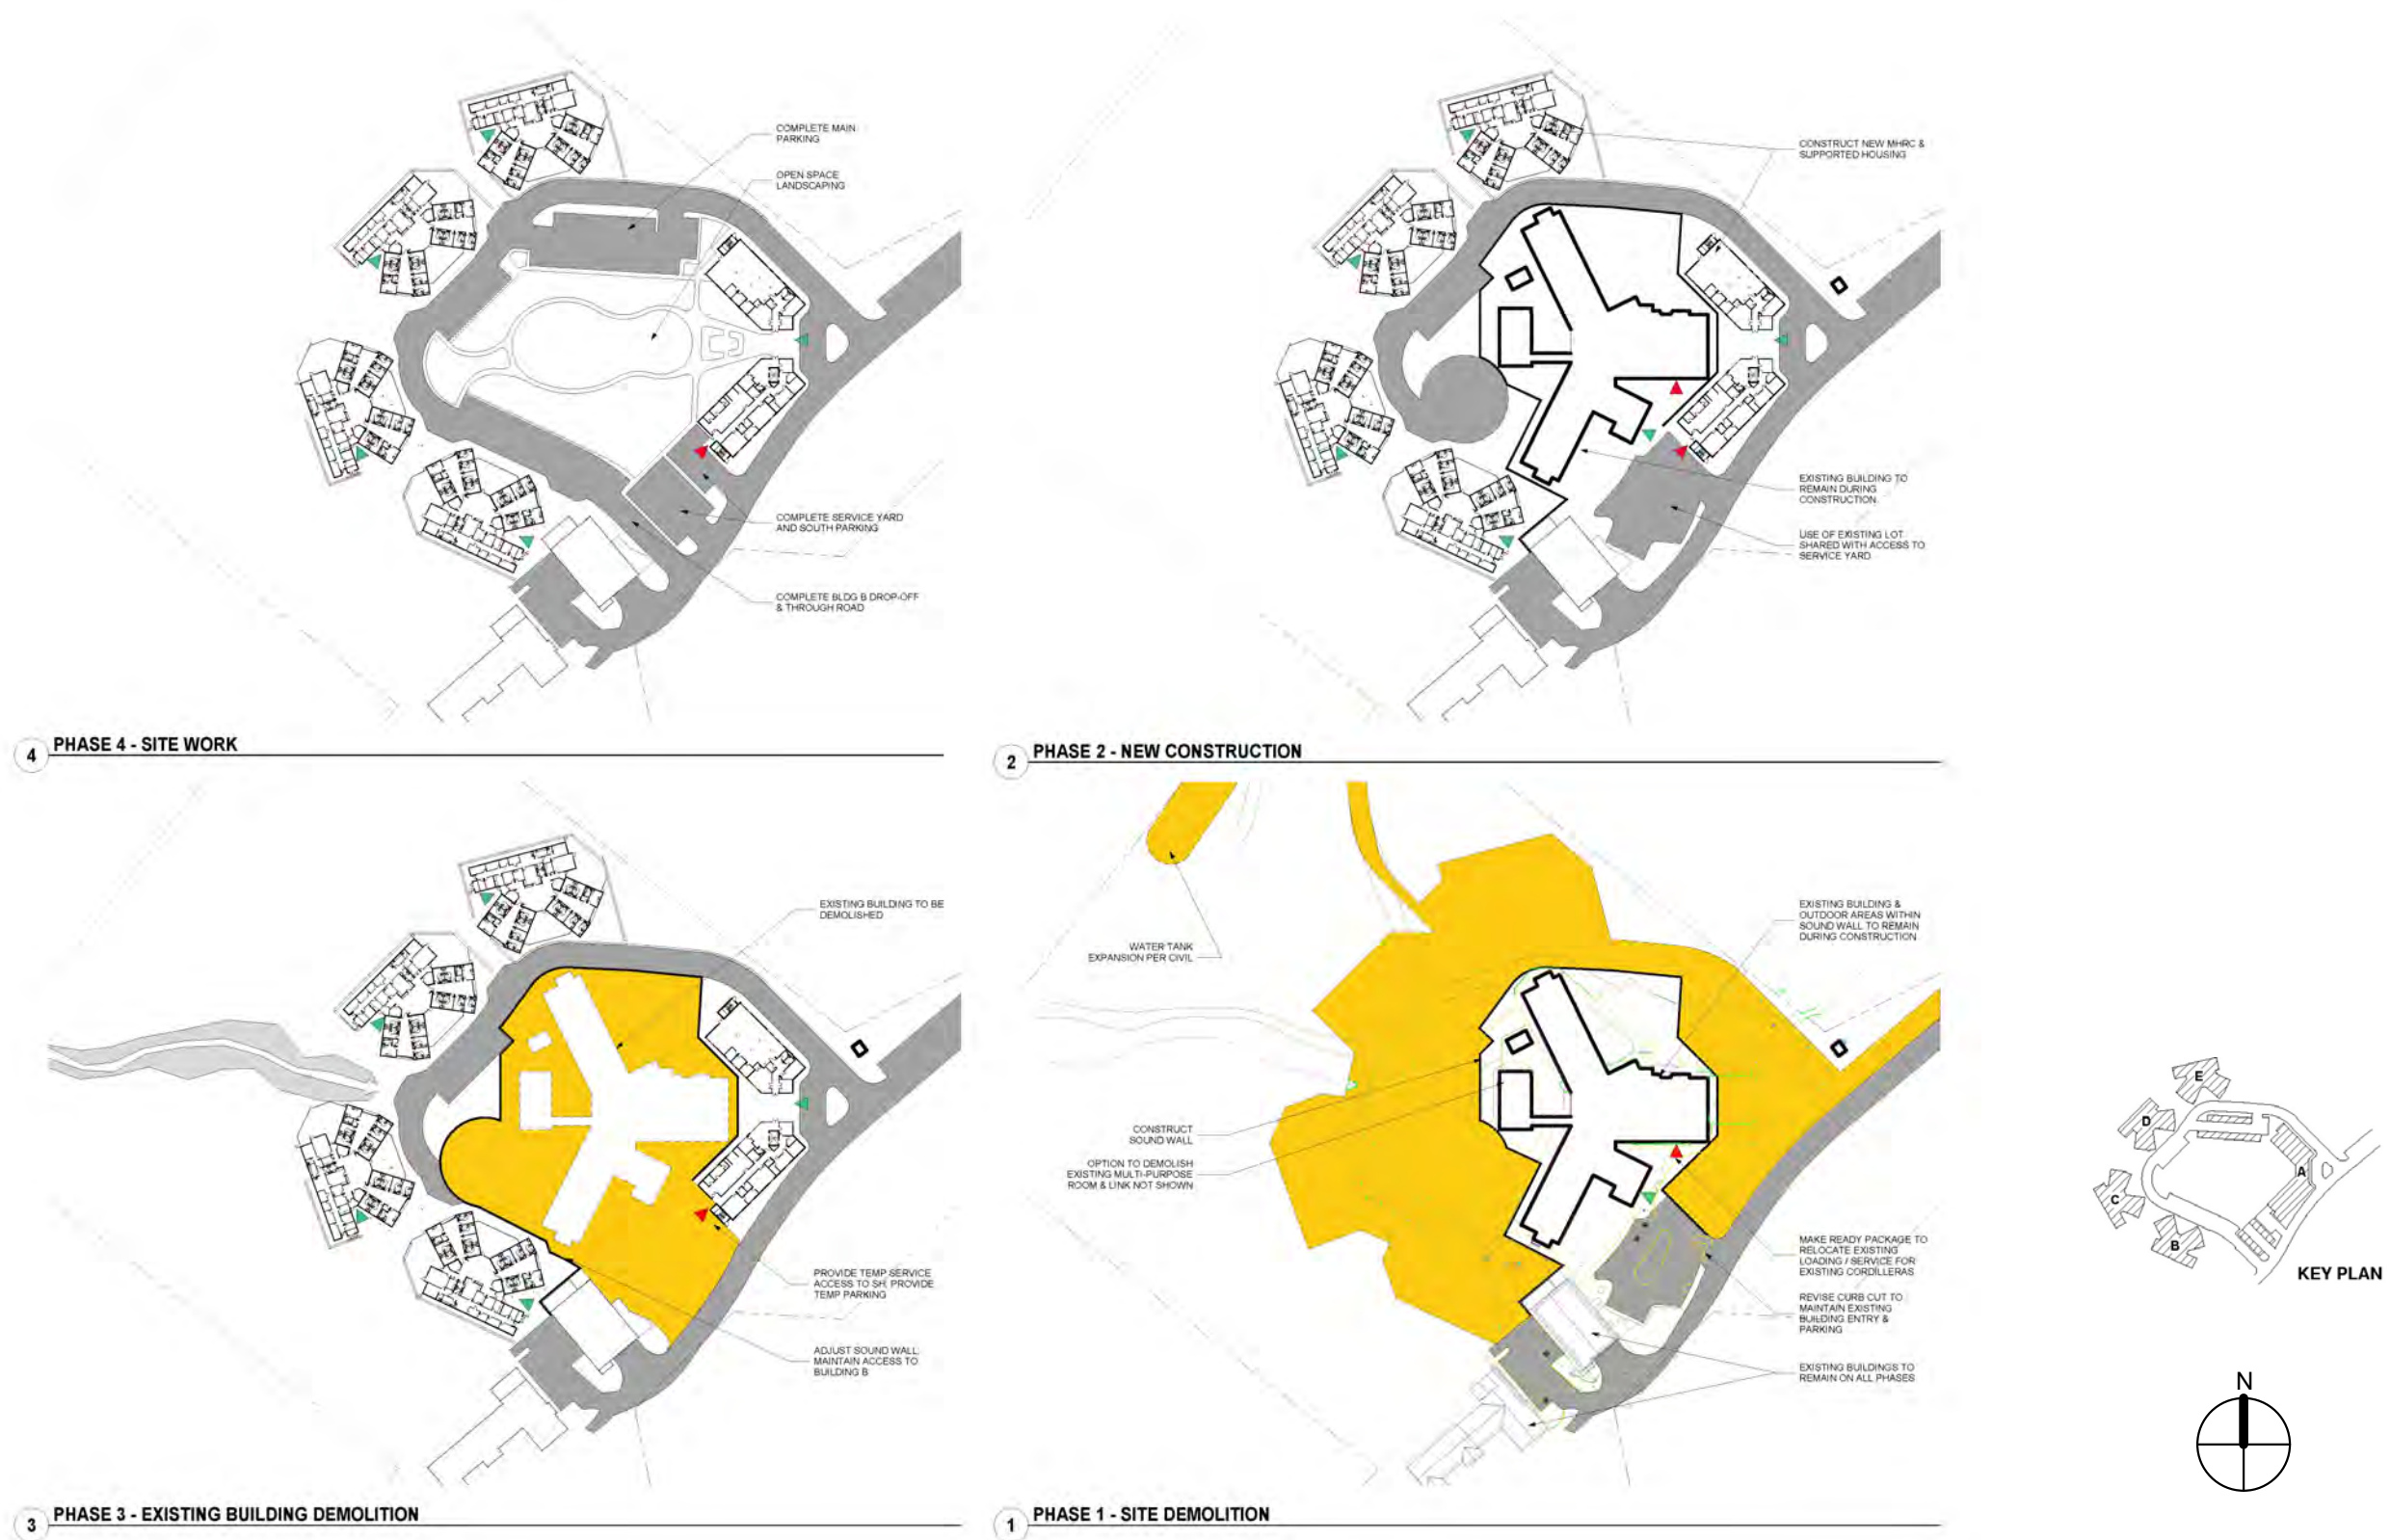 COMPLETE MAIN
PARKING
OPEN SPACE
LANDSCAPING
COMPLETE SERVICE YARD
AND SOUTH PARKING
COMPLETE BLDG B DROP-OFF
& THROUGH ROAD
4
PHASE 4 - SITE WORK
CONSTRUCT NEW MHRC &
SUPPORTED HOUSING
EXISTING BUILDING TO
REMAIN DURING
CONSTRUCTION
USE OF EXISTING LOT
SHARED WITH ACCESS TO
SERVICE YARD
2
PHASE 2 - NEW CONSTRUCTION
EXISTING BUILDING TO BE
DEMOLISHED
PROVIDE TEMP SERVICE
ACCESS TO SH, PROVIDE
TEMP PARKING
ADJUST SOUND WALL,
MAINTAIN ACCESS TO
BUILDING B
3
PHASE 3 - EXISTING BUILDING DEMOLITION
WATER TANK
EXPANSION PER CIVIL
CONSTRUCT
SOUND WALL
OPTION TO DEMOLISH
EXISTING MULTI-PURPOSE
ROOM & LINK NOT SHOWN
EXISTING BUILDING &
OUTDOOR AREAS WITHIN
SOUND WALL TO REMAIN
DURING CONSTRUCTION
MAKE READY PACKAGE TO
RELOCATE EXISTING
LOADING / SERVICE FOR
EXISTING CORDILLERAS
REVISE CURB CUT TO
MAINTAIN EXISTING
BUILDING ENTRY &
PARKING
EXISTING BUILDINGS TO
REMAIN ON ALL PHASES
1
PHASE 1 - SITE DEMOLITION
E
D
A
C
B
KEY PLAN
N